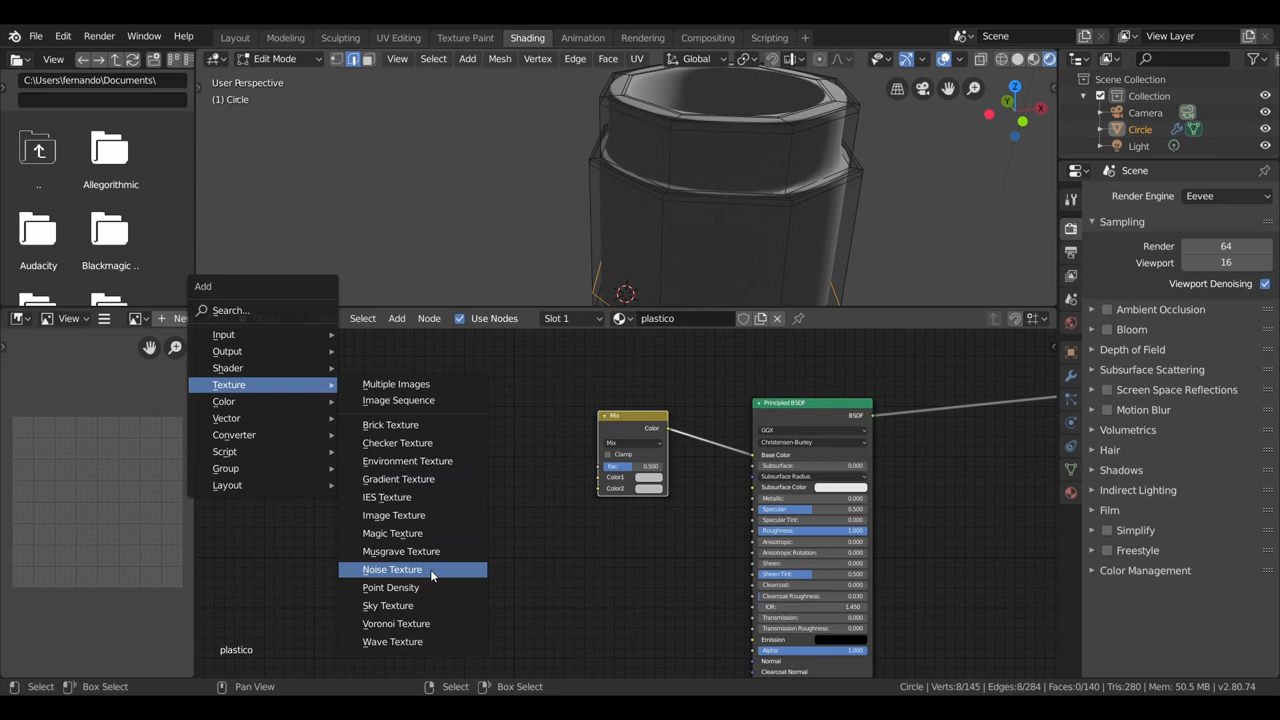 File Edit Render Window Help Layout Modeling Sculpting UV Editing Texture Paint Shading Animation Rendering Compositing Scripting + Scene View Layer
View Edit Mode View Select Add Mesh Vertex Edge Face UV Global
C:\Users\fernando\Documents\
..
Allegorithmic
Audacity
Blackmagic ..
User Perspective
(1) Circle
Z
Y
X
Scene Collection
Collection
Camera
Circle
Light
Scene
Render Engine Eevee
Sampling
Render 64
Viewport 16
Viewport Denoising
Ambient Occlusion
Bloom
Depth of Field
Subsurface Scattering
Screen Space Reflections
Motion Blur
Volumetrics
Hair
Shadows
Indirect Lighting
Film
Simplify
Freestyle
Color Management
View + New
Select Add Node Use Nodes Slot 1 plastico
Add
Search...
Input
Output
Shader
Texture
Color
Vector
Converter
Script
Group
Layout
Multiple Images
Image Sequence
Brick Texture
Checker Texture
Environment Texture
Gradient Texture
IES Texture
Image Texture
Magic Texture
Musgrave Texture
Noise Texture
Point Density
Sky Texture
Voronoi Texture
Wave Texture
Mix
Color
Mix
Clamp
Fac: 0.500
Color1
Color2
Principled BSDF
BSDF
GGX
Christensen-Burley
Base Color
Subsurface: 0.000
Subsurface Radius
Subsurface Color
Metallic: 0.000
Specular: 0.500
Specular Tint: 0.000
Roughness: 1.000
Anisotropic: 0.000
Anisotropic Rotation: 0.000
Sheen: 0.000
Sheen Tint: 0.500
Clearcoat: 0.000
Clearcoat Roughness: 0.030
IOR: 1.450
Transmission: 0.000
Transmission Roughness: 0.000
Emission
Alpha: 1.000
Normal
Clearcoat Normal
plastico
Select Box Select Pan View Select Box Select Circle | Verts:8/145 | Edges:8/284 | Faces:0/140 | Tris:280 | Mem: 50.5 MB | v2.80.74